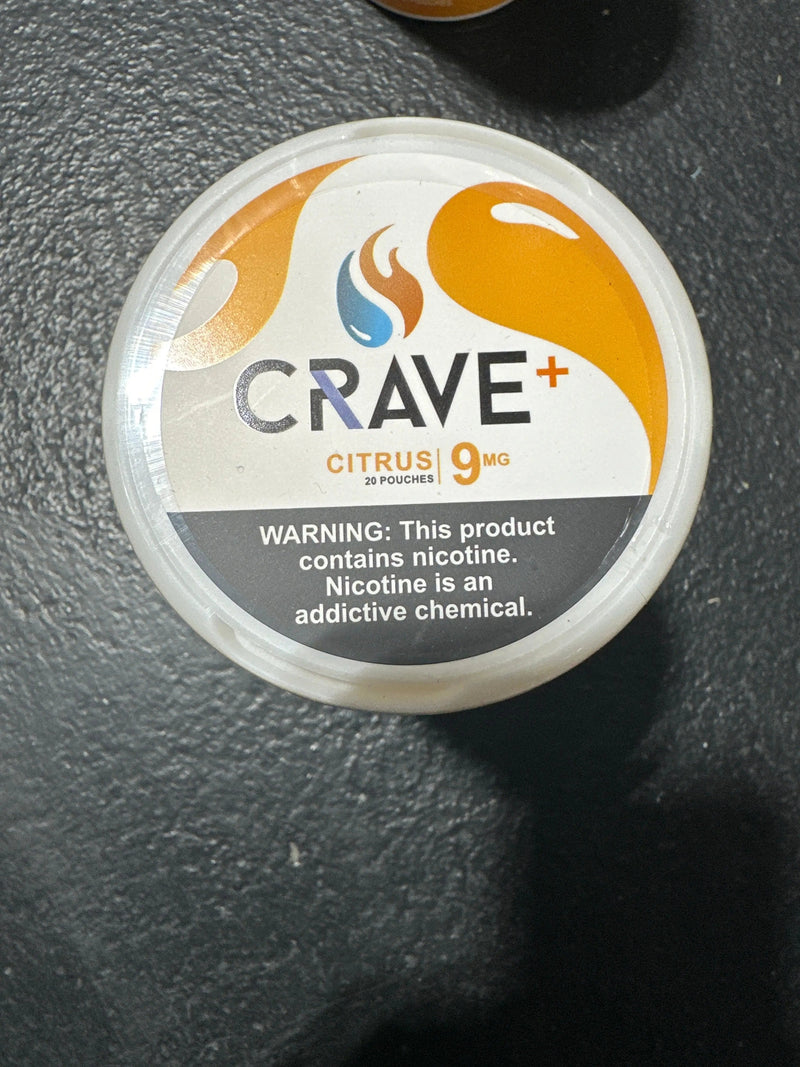 CRAVE+
CITRUS | 9MG
20 POUCHES
WARNING: This product
contains nicotine.
Nicotine is an
addictive chemical.